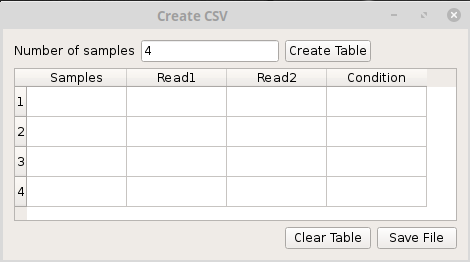 Create CSV
Number of samples 4 Create Table
Samples Read1 Read2 Condition
1
2
3
4
Clear Table Save File